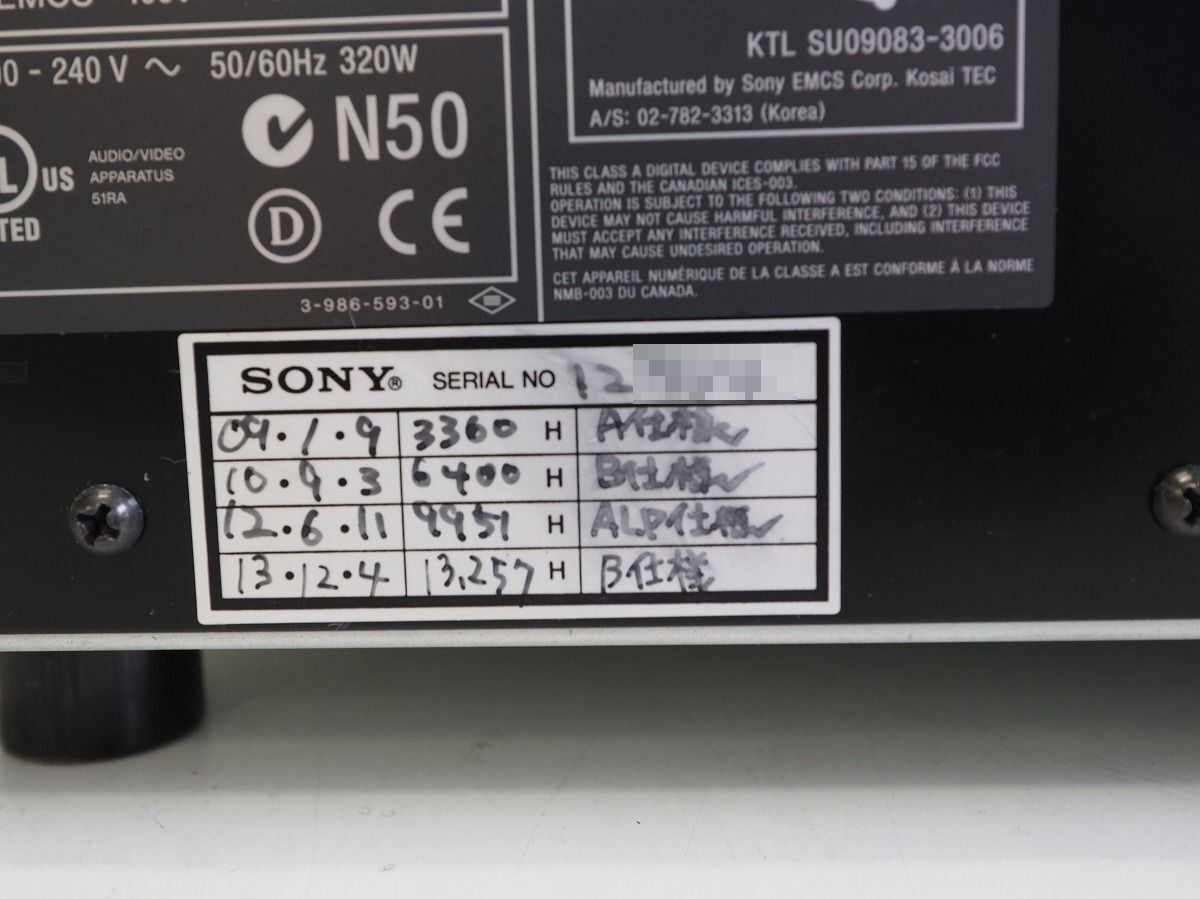 EMCS
00 - 240 V ～ 50/60Hz 320W
N50
L US
AUDIO/VIDEO
APPARATUS
51RA
TED
D CE
3-986-593-01
KTL SU09083-3006
Manufactured by Sony EMCS Corp. Kosai TEC
A/S: 02-782-3313 (Korea)
THIS CLASS A DIGITAL DEVICE COMPLIES WITH PART 15 OF THE FCC
RULES AND THE CANADIAN ICES-003.
OPERATION IS SUBJECT TO THE FOLLOWING TWO CONDITIONS: (1) THIS
DEVICE MAY NOT CAUSE HARMFUL INTERFERENCE, AND (2) THIS DEVICE
MUST ACCEPT ANY INTERFERENCE RECEIVED, INCLUDING INTERFERENCE
THAT MAY CAUSE UNDESIRED OPERATION.
CET APPAREIL NUMÉRIQUE DE LA CLASSE A EST CONFORME À LA NORME
NMB-003 DU CANADA.
SONY® SERIAL NO 12
09・1・9 3360 H A仕様
10・9・3 6400 H B仕様
12・6・11 9951 H ALP仕様
13・12・4 13,257 H B仕様